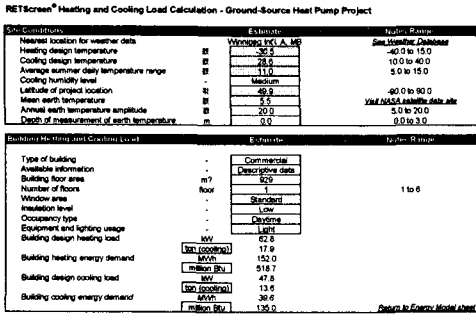 RETScreen® Heating and Cooling Load Calculation - Ground-Source Heat Pump Project
Site Conditions Estimate Notes/Range
Nearest location for weather data Winnipeg Int'l. A, MB See Weather Database
Heating design temperature -30.5 -40.0 to 15.0
Cooling design temperature 28.6 10.0 to 40.0
Average summer daily temperature range 11.0 5.0 to 15.0
Cooling humidity level - Medium
Latitude of project location 49.9 -90.0 to 90.0
Mean earth temperature 5.5 Visit NASA satellite data site
Annual earth temperature amplitude 20.0 5.0 to 20.0
Depth of measurement of earth temperature m 0.0 0.0 to 3.0
Building Heating and Cooling Load Estimate Notes/Range
Type of building - Commercial
Available information - Descriptive data
Building floor area m? 929
Number of floors floor 1 1 to 6
Window area - Standard
Insulation level - Low
Occupancy type - Daytime
Equipment and lighting usage - Light
Building design heating load kW 62.8
ton (cooling) 17.9
Building heating energy demand MWh 152.0
million Btu 518.7
Building design cooling load kW 47.8
ton (cooling) 13.6
Building cooling energy demand MWh 39.6
million Btu 135.0 Return to Energy Model sheet